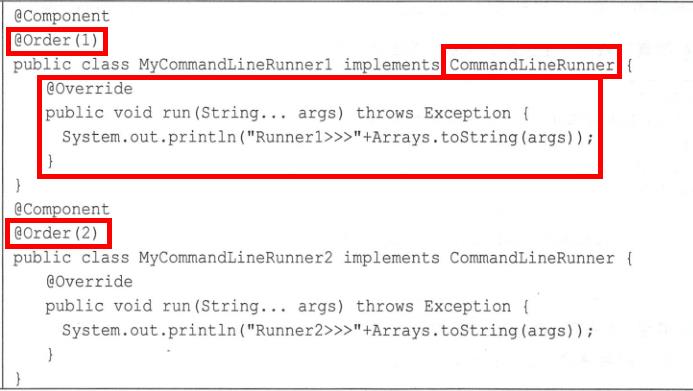 @Component
@Order(1)
public class MyCommandLineRunner1 implements CommandLineRunner {
@Override
public void run(String... args) throws Exception {
System.out.println("Runner1>>>"+Arrays.toString(args));
}
}
@Component
@Order(2)
public class MyCommandLineRunner2 implements CommandLineRunner {
@Override
public void run(String... args) throws Exception {
System.out.println("Runner2>>>"+Arrays.toString(args));
}
}